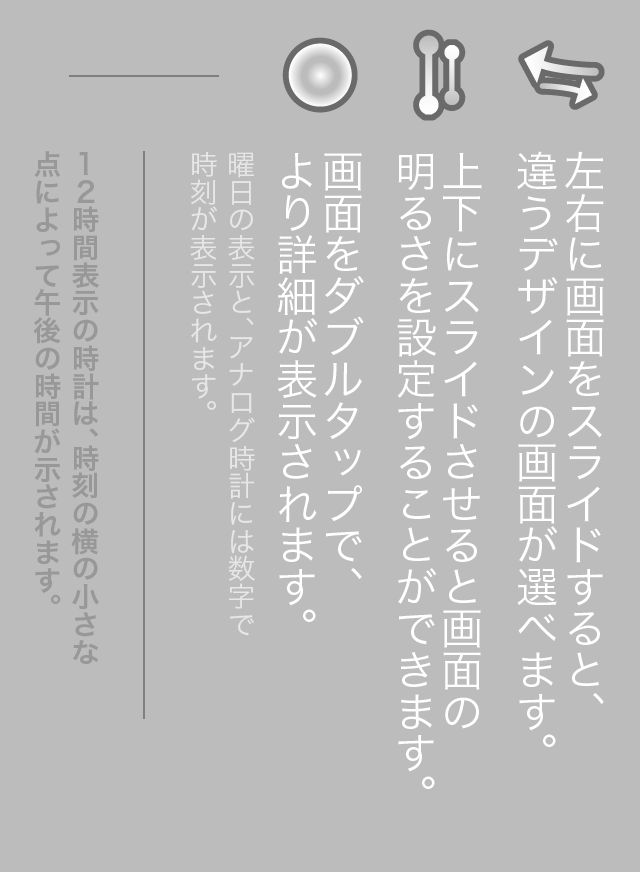 左右に画面をスライドすると、
違うデザインの画面が選べます。
上下にスライドさせると画面の
明るさを設定することができます。
画面をダブルタップで、
より詳細が表示されます。
曜日の表示と、アナログ時計には数字で
時刻が表示されます。
12時間表示の時計は、時刻の横の小さな
点によって午後の時間が示されます。